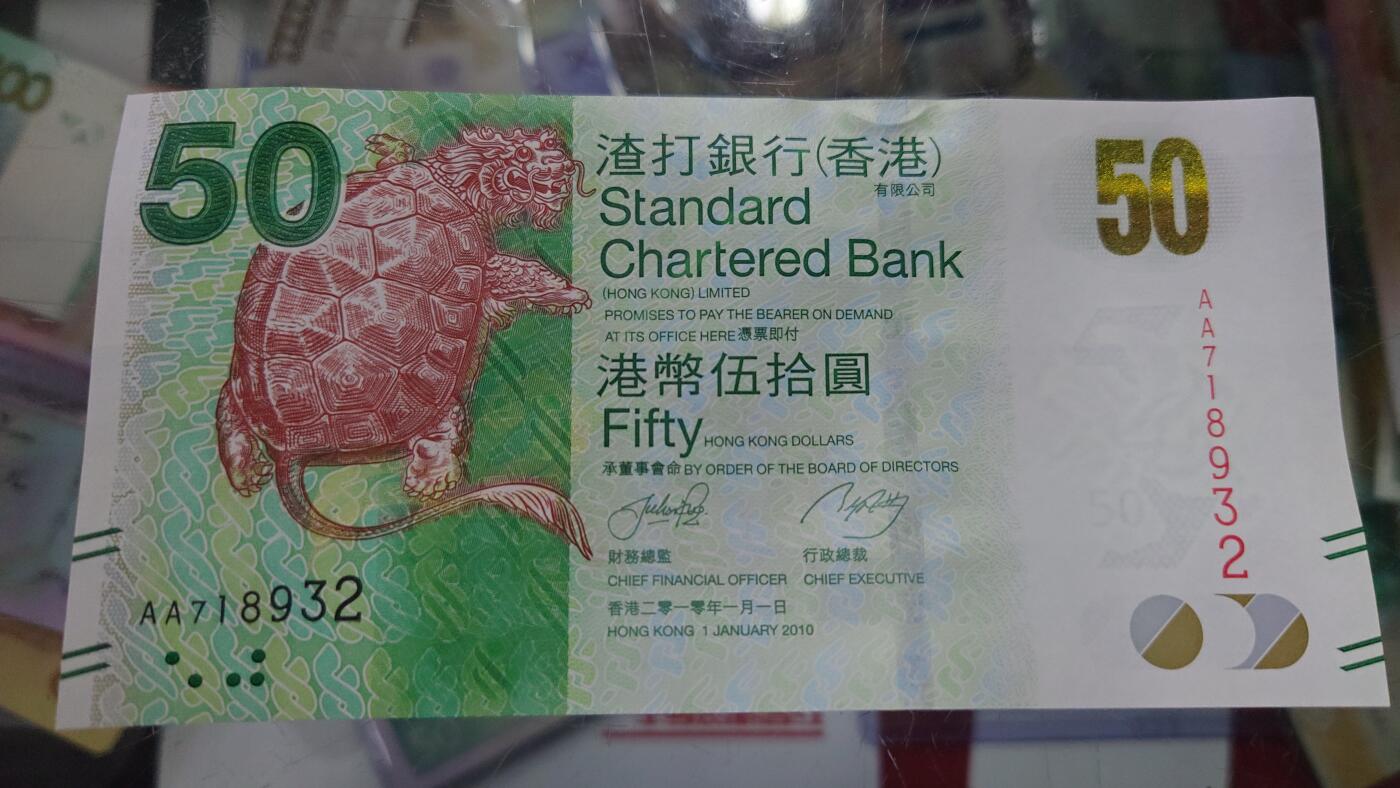 50
渣打銀行(香港)
有限公司
Standard
Chartered Bank
(HONG KONG) LIMITED
PROMISES TO PAY THE BEARER ON DEMAND
AT ITS OFFICE HERE 憑票即付
港幣伍拾圓
Fifty HONG KONG DOLLARS
承董事會命 BY ORDER OF THE BOARD OF DIRECTORS
財務總監 行政總裁
CHIEF FINANCIAL OFFICER CHIEF EXECUTIVE
香港二零一零年一月一日
HONG KONG 1 JANUARY 2010
AA718932
50
AA718932
50